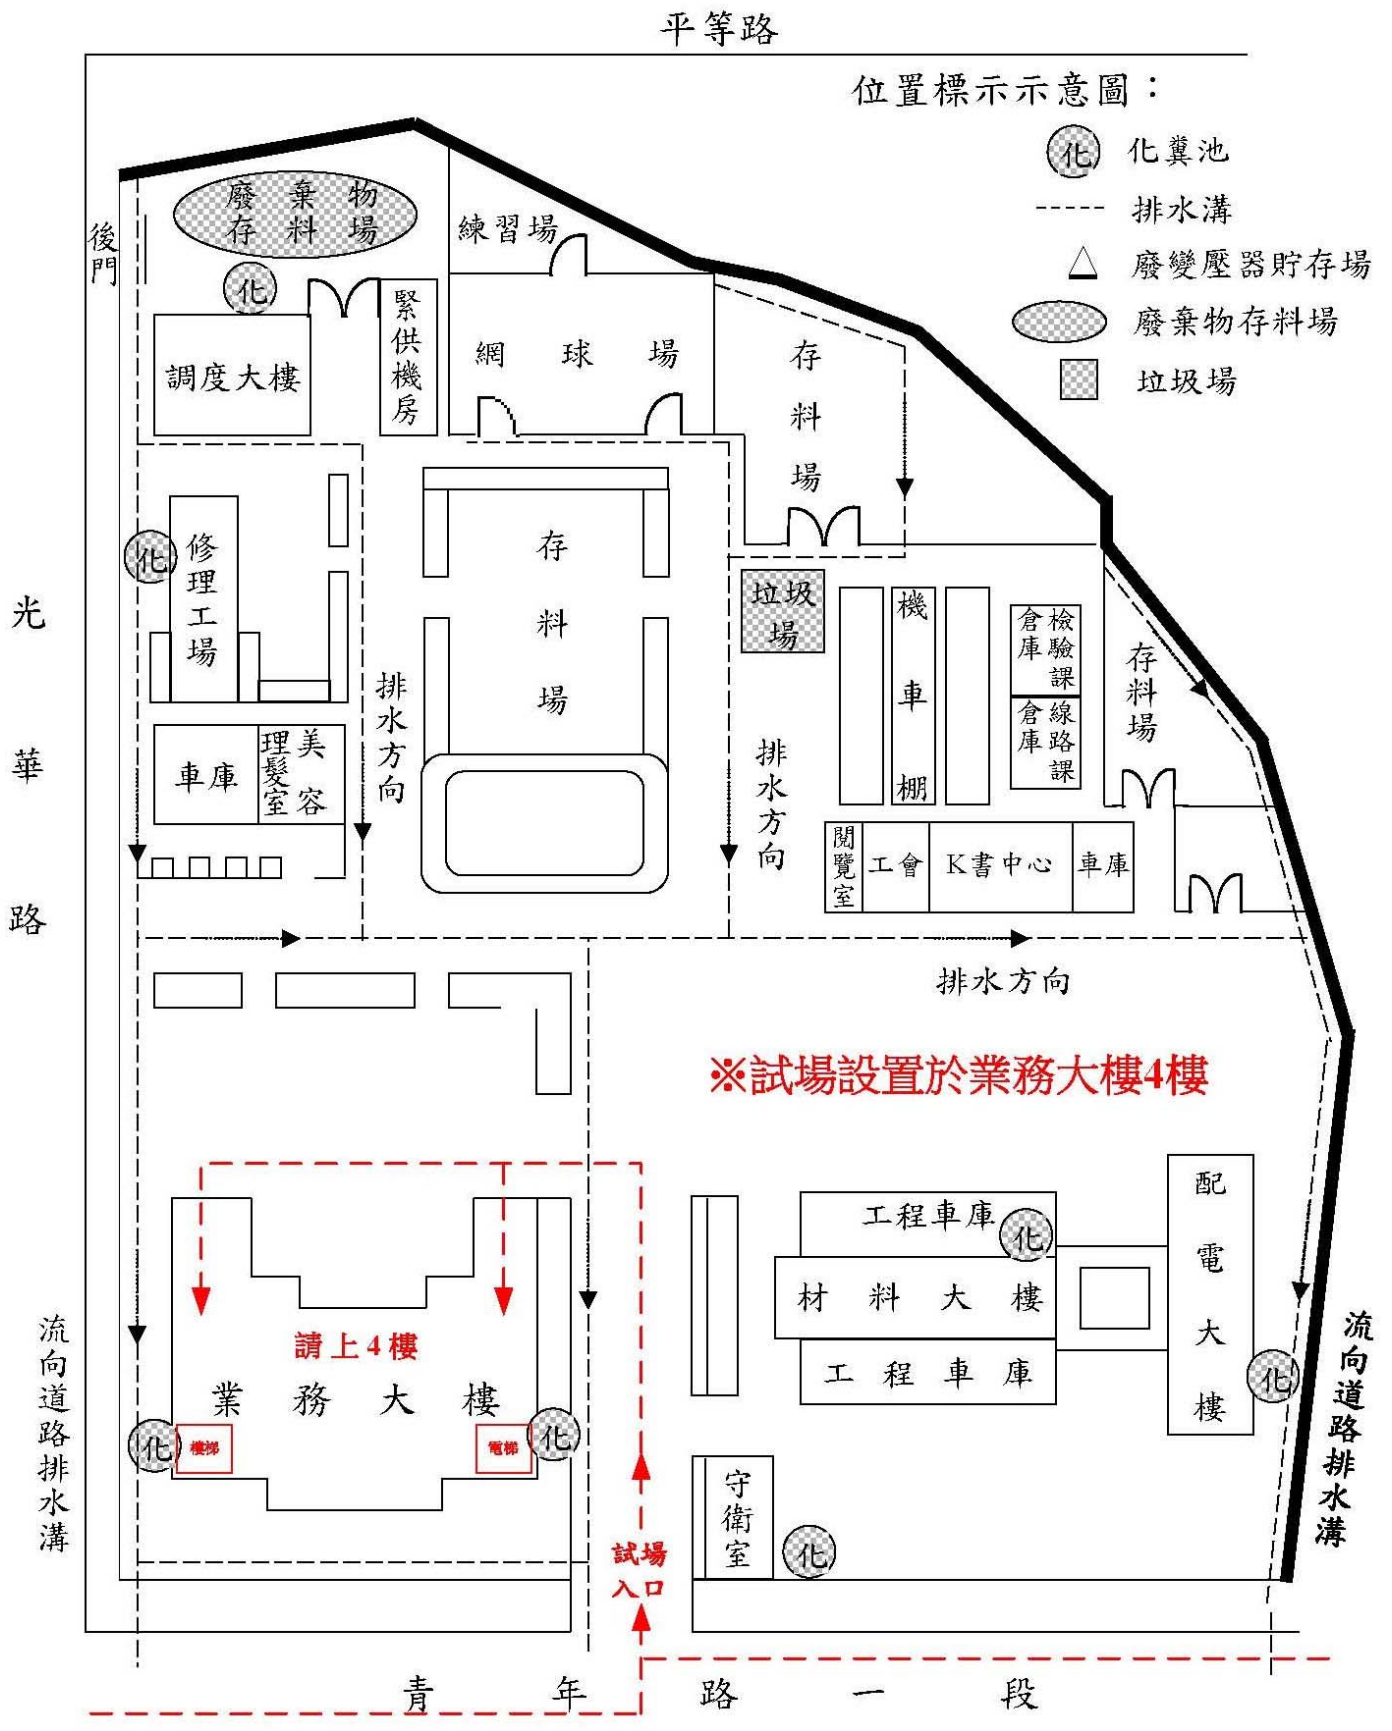 平等路
位置標示示意圖：
化 化糞池
排水溝
廢變壓器貯存場
廢棄物存料場
垃圾場
廢棄物
存料場
後門
化
練習場
緊供機房
調度大樓
網球場
存料場
化
修理工場
存料場
垃圾場
機車棚
檢驗課倉庫
線路課倉庫
存料場
光華路
排水方向
排水方向
車庫
美容
理髮室
閱覽室
工會
K書中心
車庫
排水方向
※試場設置於業務大樓4樓
工程車庫
化
材料大樓
工程車庫
配電大樓
化
請上4樓
業務大樓
化
樓梯
電梯
化
守衛室
化
試場
入口
流向道路排水溝
流向道路排水溝
青年路一段